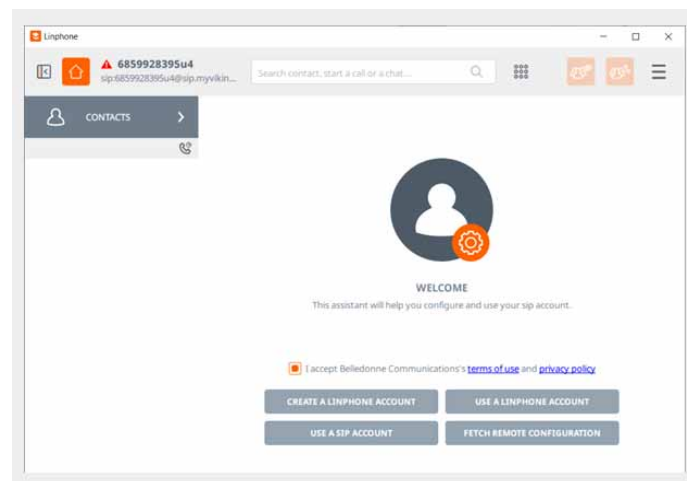 Linphone
6859928395u4
sip:6859928395u4@sip.myvikin...
Search contact, start a call or a chat...
CONTACTS
WELCOME
This assistant will help you configure and use your sip account.
I accept Belledonne Communications's terms of use and privacy policy
CREATE A LINPHONE ACCOUNT
USE A LINPHONE ACCOUNT
USE A SIP ACCOUNT
FETCH REMOTE CONFIGURATION